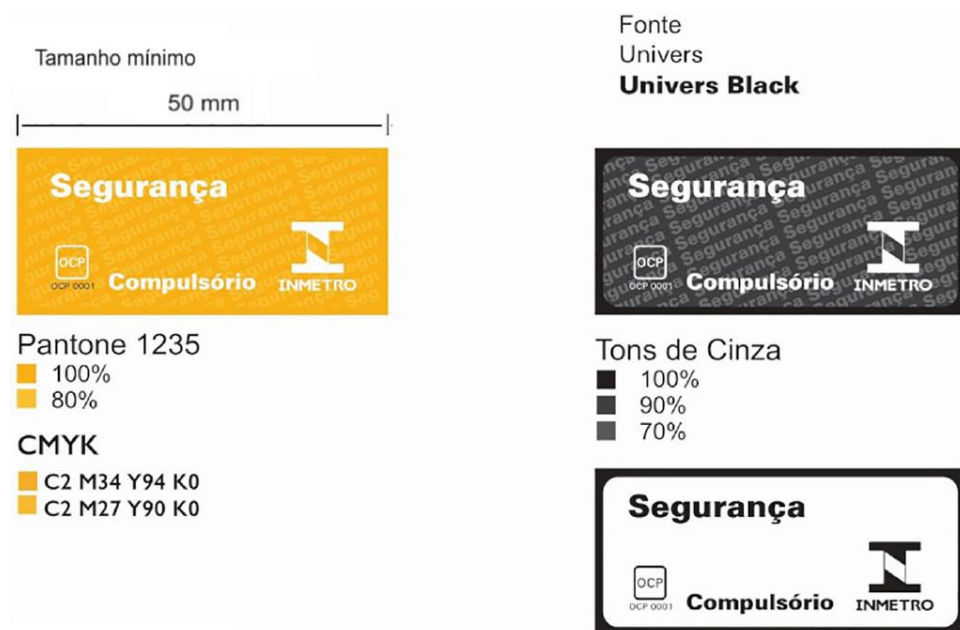 Tamanho mínimo
50 mm
Segurança
OCP
OCP 0001
Compulsório
INMETRO
Pantone 1235
100%
80%
CMYK
C2 M34 Y94 K0
C2 M27 Y90 K0
Fonte
Univers
Univers Black
Segurança
OCP
OCP 0001
Compulsório
INMETRO
Tons de Cinza
100%
90%
70%
Segurança
OCP
OCP 0001
Compulsório
INMETRO